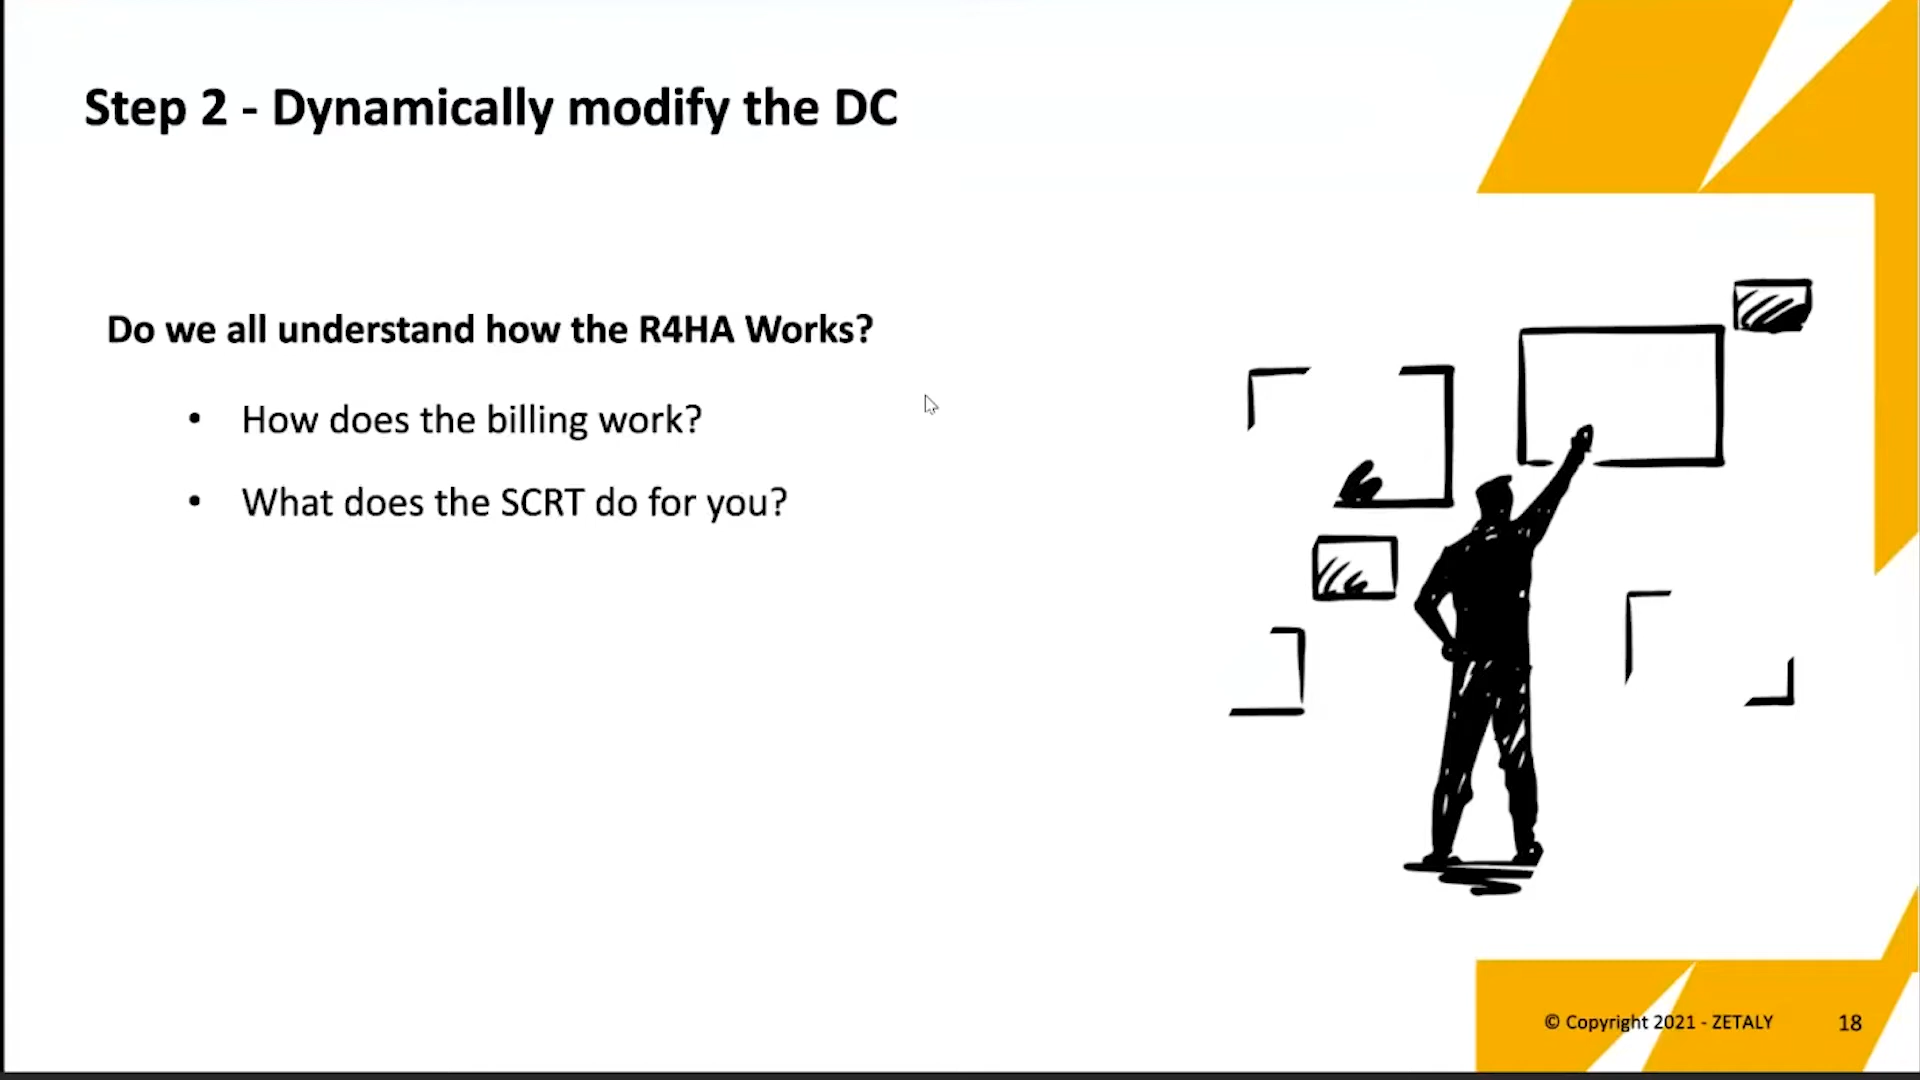 Step 2 - Dynamically modify the DC
Do we all understand how the R4HA Works?
• How does the billing work?
• What does the SCRT do for you?
© Copyright 2021 - ZETALY
18